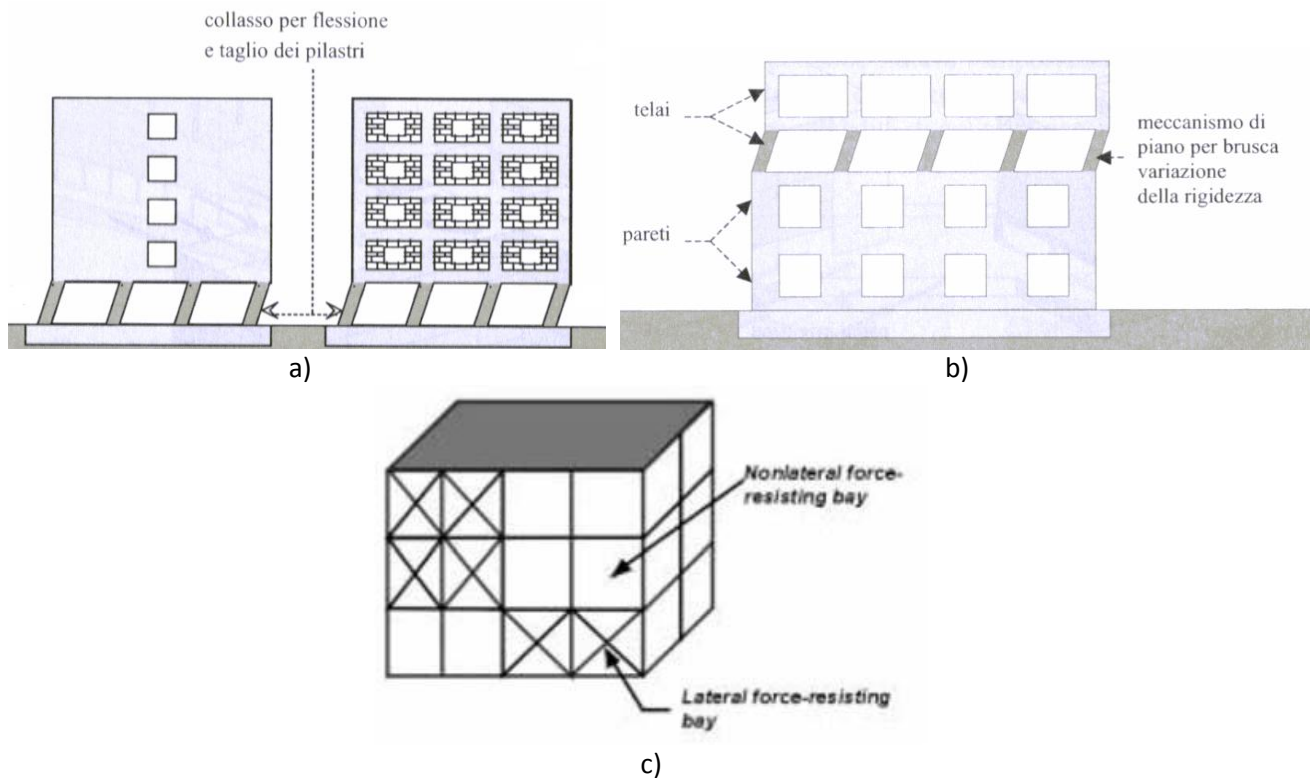 collasso per flessione
e taglio dei pilastri
a)
telai
pareti
meccanismo di
piano per brusca
variazione
della rigidezza
b)
Nonlateral force-
resisting bay
Lateral force-resisting
bay
c)